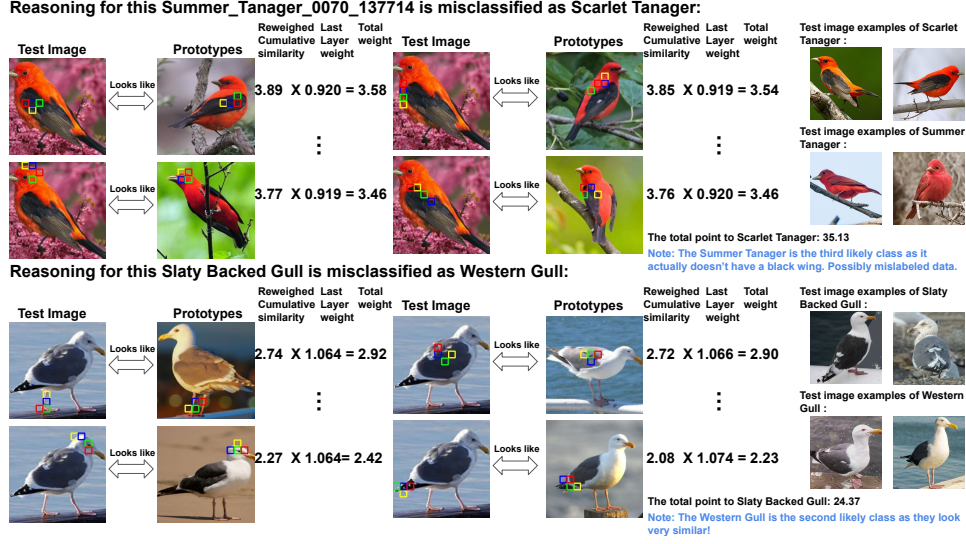 Reasoning for this Summer_Tanager_0070_137714 is misclassified as Scarlet Tanager:
Test Image
Prototypes
Reweighed Last Total
Cumulative Layer weight
similarity weight
Looks like
3.89 X 0.920 = 3.58
⋮
Looks like
3.77 X 0.919 = 3.46
Test Image
Prototypes
Reweighed Last Total
Cumulative Layer weight
similarity weight
Looks like
3.85 X 0.919 = 3.54
⋮
Looks like
3.76 X 0.920 = 3.46
Test image examples of Scarlet
Tanager :
Test image examples of Summer
Tanager :
The total point to Scarlet Tanager: 35.13
Note: The Summer Tanager is the third likely class as it
actually doesn't have a black wing. Possibly mislabeled data.
Reasoning for this Slaty Backed Gull is misclassified as Western Gull:
Test Image
Prototypes
Reweighed Last Total
Cumulative Layer weight
similarity weight
Looks like
2.74 X 1.064 = 2.92
⋮
Looks like
2.27 X 1.064= 2.42
Test Image
Prototypes
Reweighed Last Total
Cumulative Layer weight
similarity weight
Looks like
2.72 X 1.066 = 2.90
⋮
Looks like
2.08 X 1.074 = 2.23
Test image examples of Slaty
Backed Gull :
Test image examples of Western
Gull :
The total point to Slaty Backed Gull: 24.37
Note: The Western Gull is the second likely class as they look
very similar!